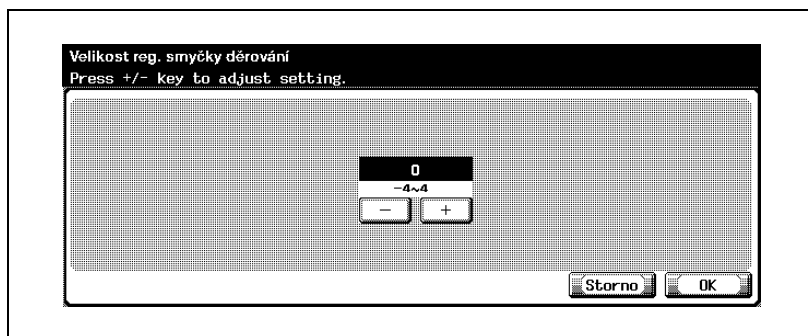 Velikost reg. smyčky děrování
Press +/- key to adjust setting.
0
-4~4
- +
Storno OK